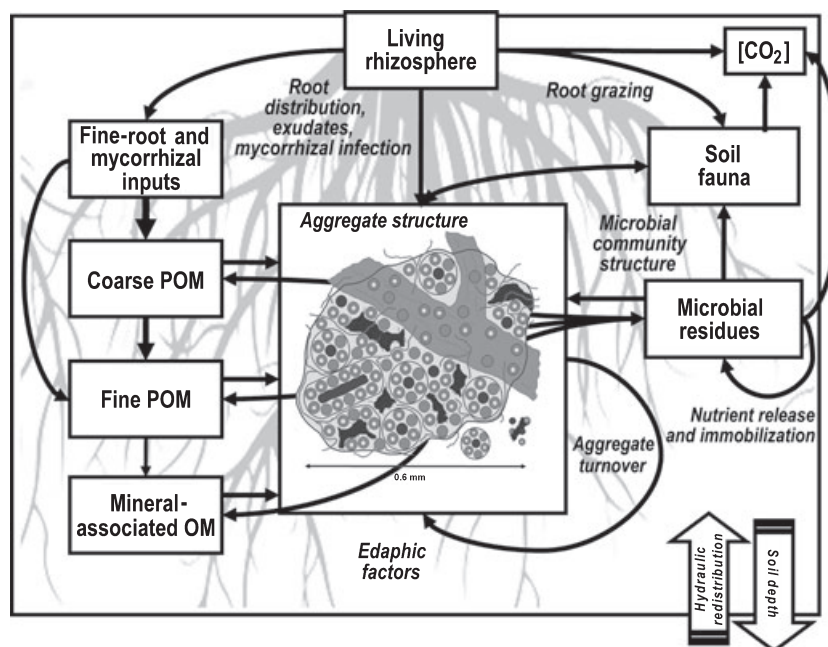 Living
rhizosphere
[CO₂]
Root
distribution,
exudates,
mycorrhizal infection
Root grazing
Fine-root and
mycorrhizal
inputs
Soil
fauna
Aggregate structure
Microbial
community
structure
Coarse POM
Microbial
residues
Fine POM
Nutrient release
and immobilization
Aggregate
turnover
0.6 mm
Mineral-
associated OM
Edaphic
factors
Hydraulic
redistribution
Soil depth